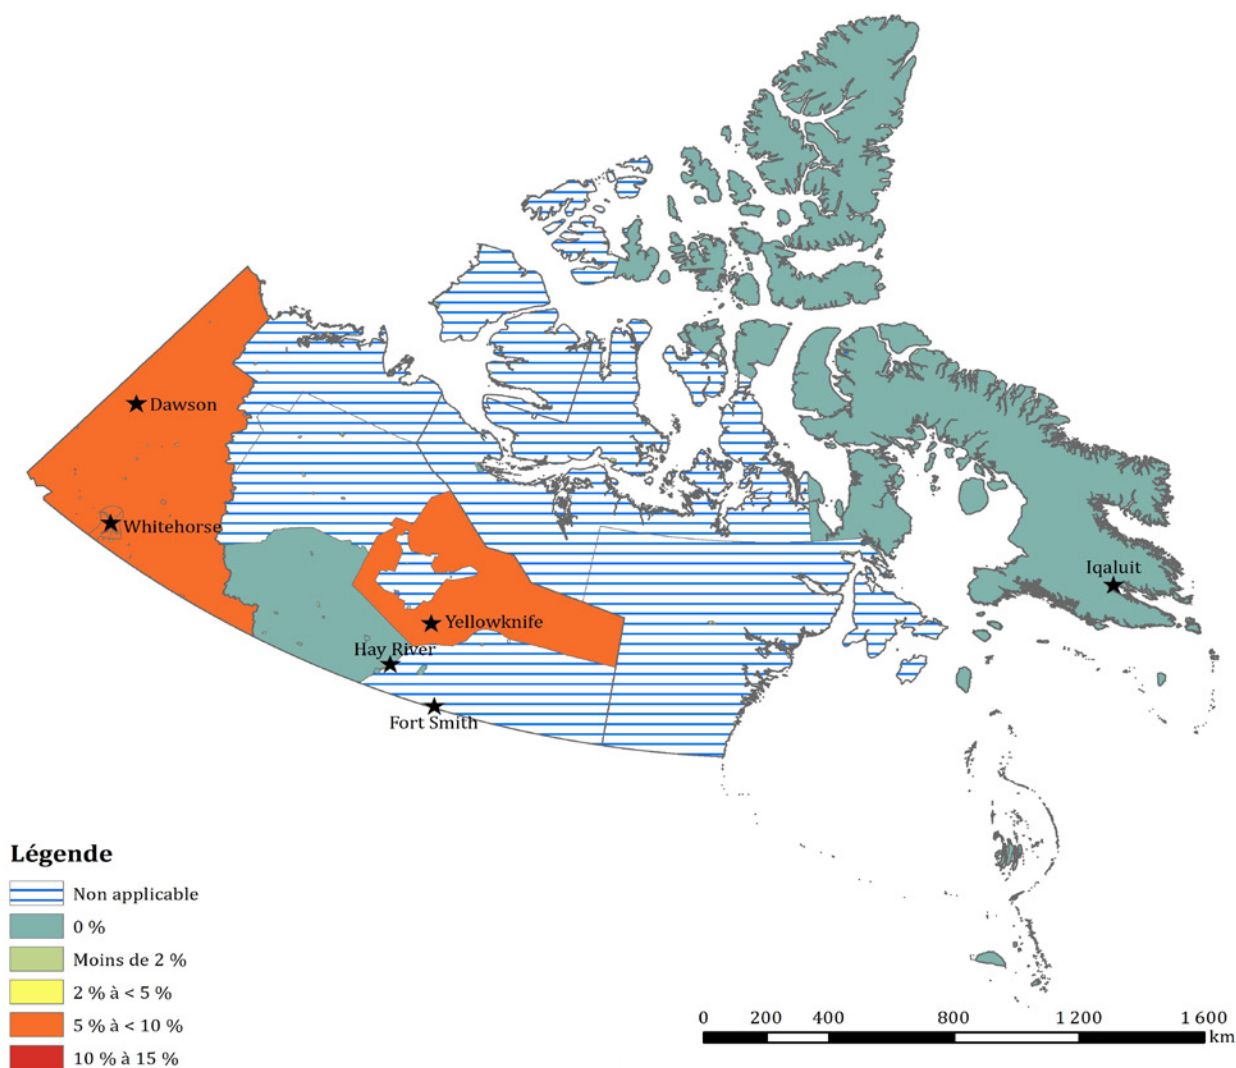 Dawson
Whitehorse
Iqaluit
Yellowknife
Hay River
Fort Smith
Légende
Non applicable
0 %
Moins de 2 %
2 % à < 5 %
5 % à < 10 %
10 % à 15 %
0 200 400 800 1 200 1 600
km